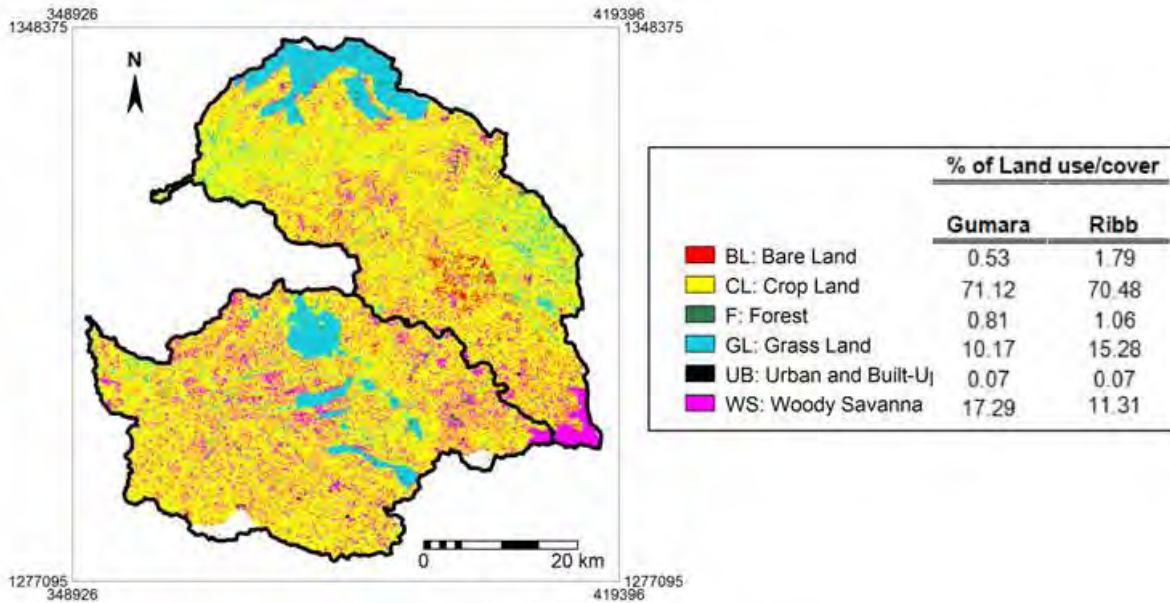 348926 419396
1348375 1348375
N
% of Land use/cover
Gumara Ribb
BL: Bare Land 0.53 1.79
CL: Crop Land 71.12 70.48
F: Forest 0.81 1.06
GL: Grass Land 10.17 15.28
UB: Urban and Built-U 0.07 0.07
WS: Woody Savanna 17.29 11.31
0 20 km
1277095 1277095
348926 419396